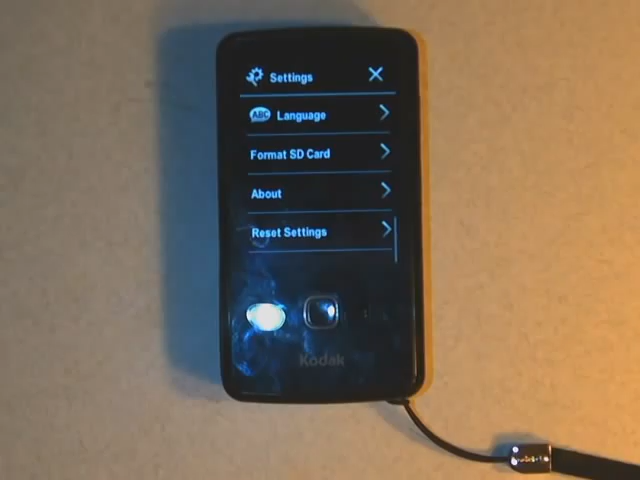 Settings
ABC Language
Format SD Card
About
Reset Settings
Kodak